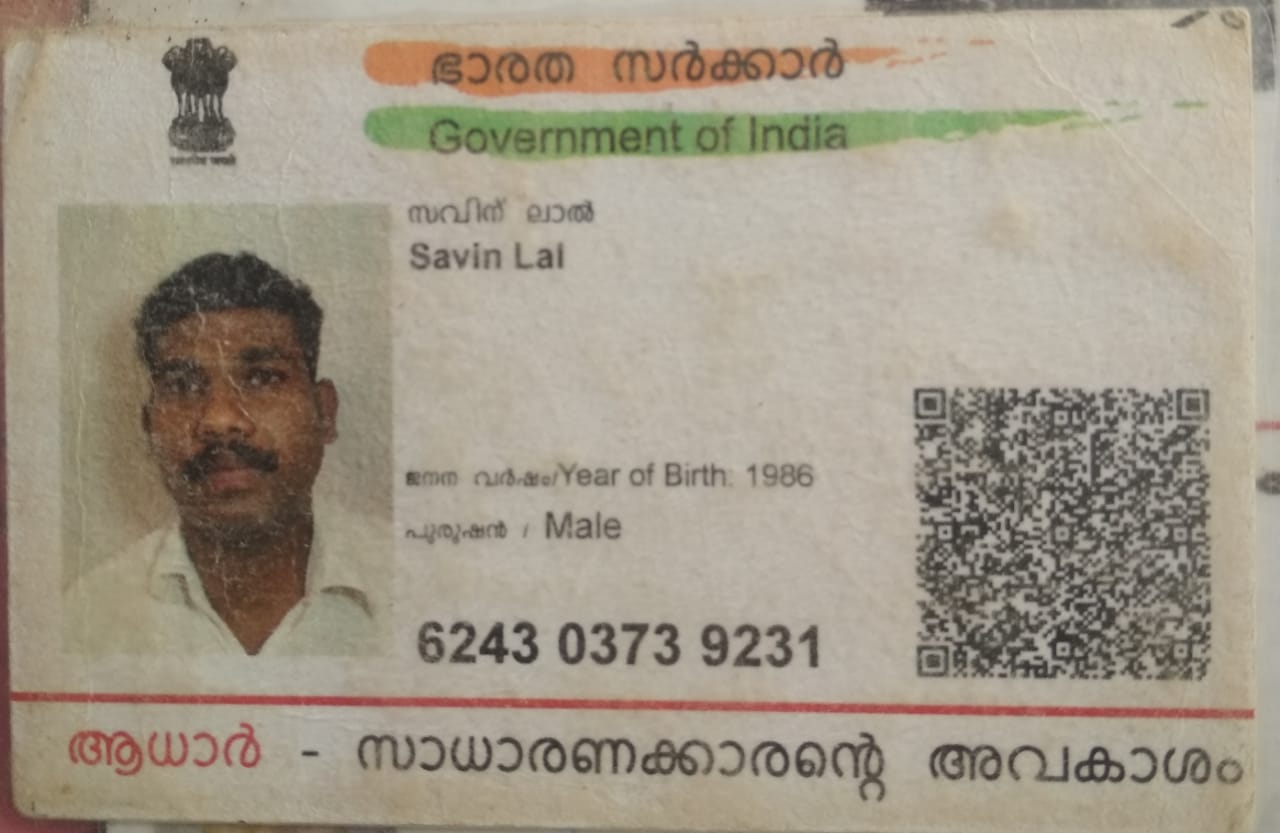 ഭാരത സർക്കാർ
Government of India
സവിന് ലാൽ
Savin Lal
ജനന വർഷം/Year of Birth: 1986
പുരുഷൻ / Male
6243 0373 9231
ആധാർ - സാധാരണക്കാരന്റെ അവകാശം